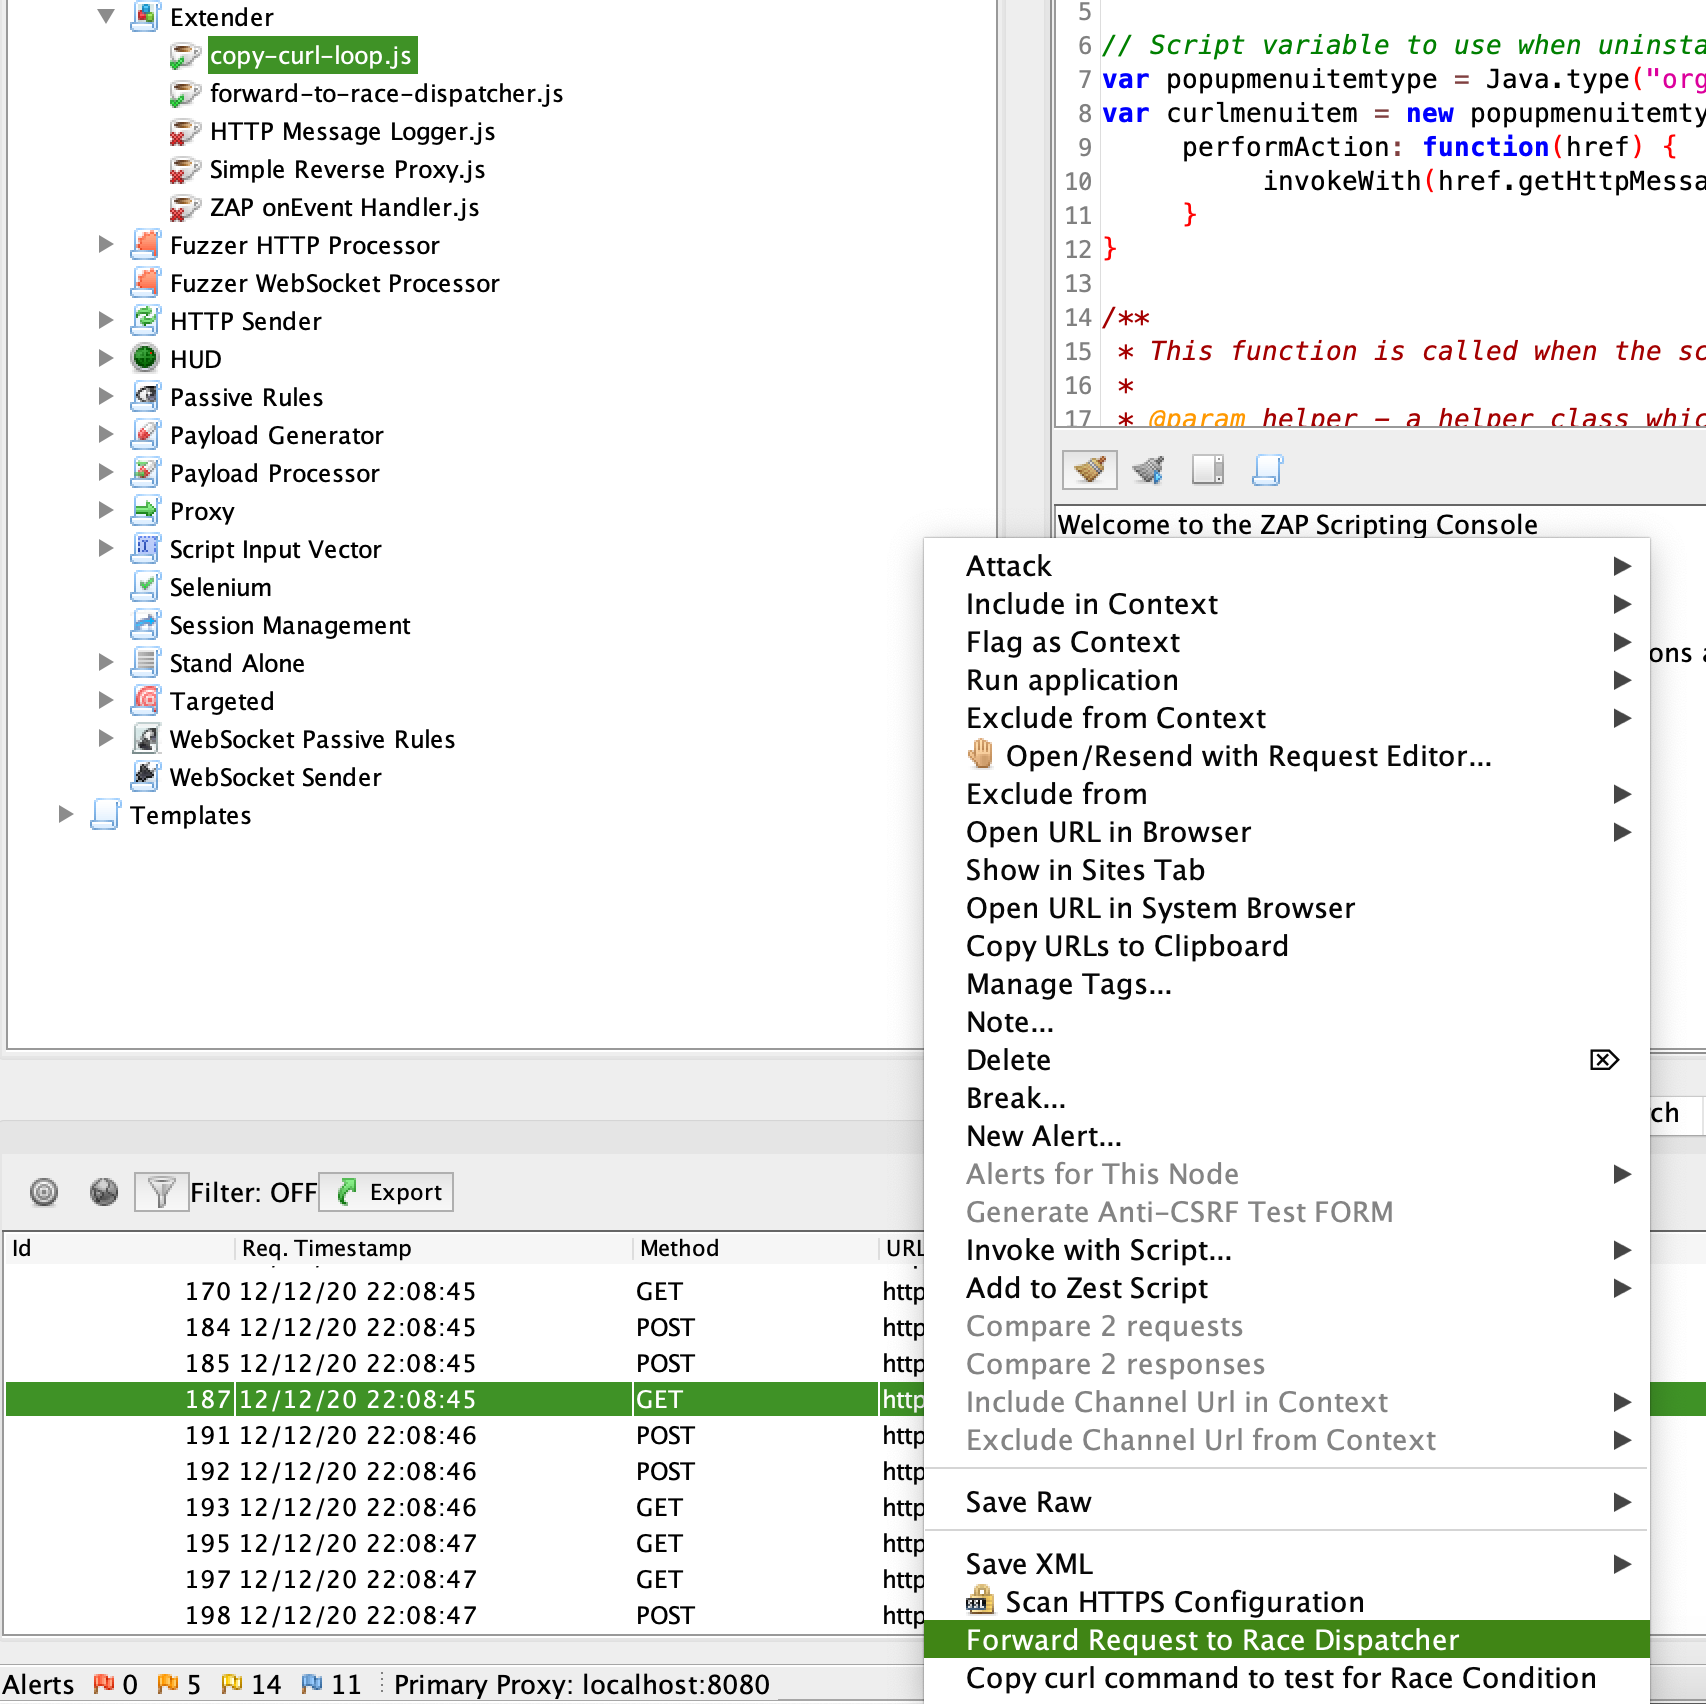 Extender
copy-curl-loop.js
forward-to-race-dispatcher.js
HTTP Message Logger.js
Simple Reverse Proxy.js
ZAP onEvent Handler.js
Fuzzer HTTP Processor
Fuzzer WebSocket Processor
HTTP Sender
HUD
Passive Rules
Payload Generator
Payload Processor
Proxy
Script Input Vector
Selenium
Session Management
Stand Alone
Targeted
WebSocket Passive Rules
WebSocket Sender
Templates
5
6 // Script variable to use when uninsta
7 var popupmenuitemtype = Java.type("org
8 var curlmenuitem = new popupmenuitemty
9 performAction: function(href) {
10 invokeWith(href.getHttpMessa
11 }
12 }
13
14 /**
15 * This function is called when the sc
16 *
17 * @param helper - a helper class whic
Welcome to the ZAP Scripting Console
ons a
Attack
Include in Context
Flag as Context
Run application
Exclude from Context
Open/Resend with Request Editor...
Exclude from
Open URL in Browser
Show in Sites Tab
Open URL in System Browser
Copy URLs to Clipboard
Manage Tags...
Note...
Delete
Break...
New Alert...
Alerts for This Node
Generate Anti-CSRF Test FORM
Invoke with Script...
Add to Zest Script
Compare 2 requests
Compare 2 responses
Include Channel Url in Context
Exclude Channel Url from Context
Save Raw
Save XML
Scan HTTPS Configuration
Forward Request to Race Dispatcher
Copy curl command to test for Race Condition
rch
Filter: OFF Export
Id Req. Timestamp Method URL
170 12/12/20 22:08:45 GET http
184 12/12/20 22:08:45 POST http
185 12/12/20 22:08:45 POST http
187 12/12/20 22:08:45 GET http
191 12/12/20 22:08:46 POST http
192 12/12/20 22:08:46 POST http
193 12/12/20 22:08:46 GET http
195 12/12/20 22:08:47 GET http
197 12/12/20 22:08:47 GET http
198 12/12/20 22:08:47 POST http
Alerts 0 5 14 11 Primary Proxy: localhost:8080